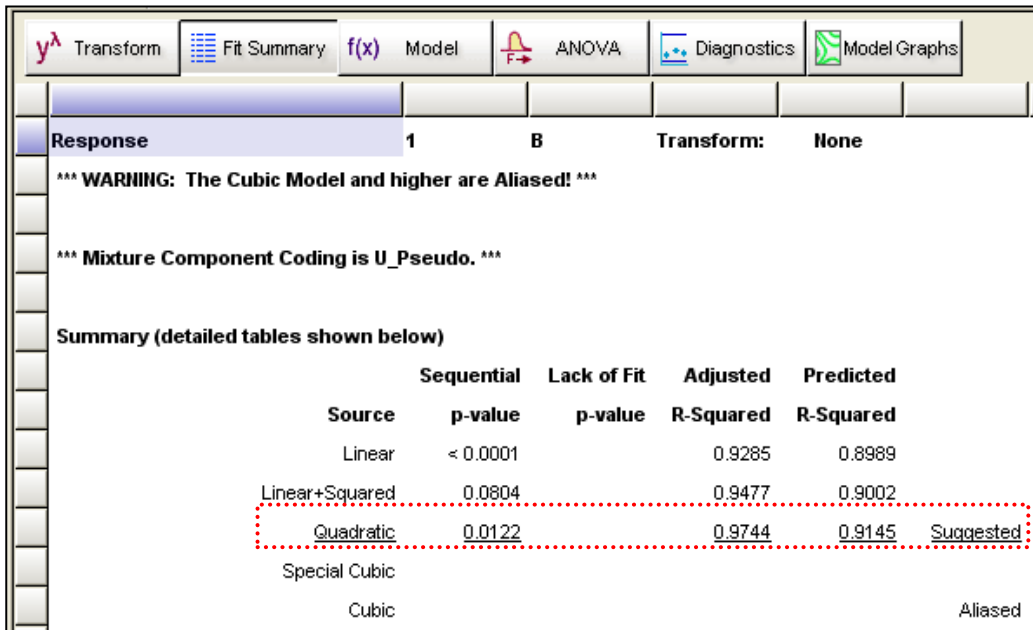 yλ Transform Fit Summary f(x) Model F→ ANOVA Diagnostics Model Graphs
Response 1 B Transform: None
*** WARNING: The Cubic Model and higher are Aliased! ***
*** Mixture Component Coding is U_Pseudo. ***
Summary (detailed tables shown below)
Sequential Lack of Fit Adjusted Predicted
Source p-value p-value R-Squared R-Squared
Linear < 0.0001 0.9285 0.8989
Linear+Squared 0.0804 0.9477 0.9002
Quadratic 0.0122 0.9744 0.9145 Suggested
Special Cubic
Cubic Aliased